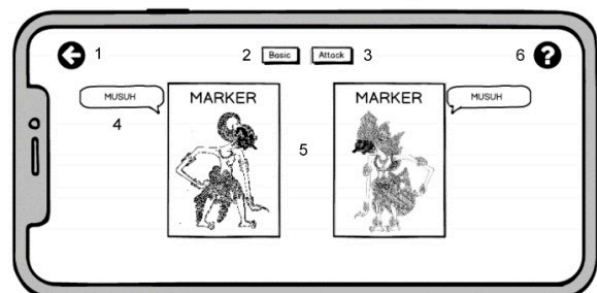 1
2 Basic Attack 3
6 ?
MUSUH
MARKER
MARKER
MUSUH
4
5